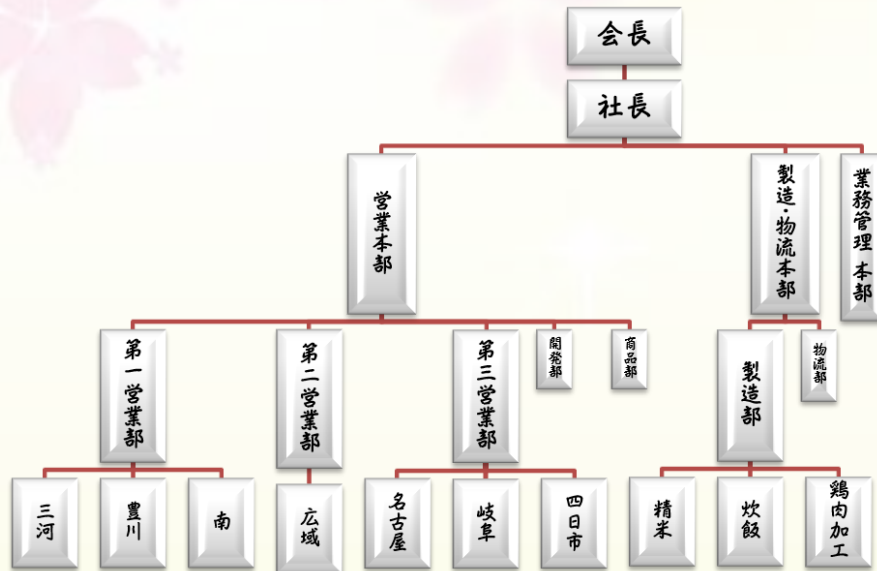 会長
社長
営業本部
製造・物流本部
業務管理 本部
第一営業部
第二営業部
第三営業部
開発部
商品部
製造部
物流部
三河
豊川
南
広域
名古屋
岐阜
四日市
精米
炊飯
鶏肉加工